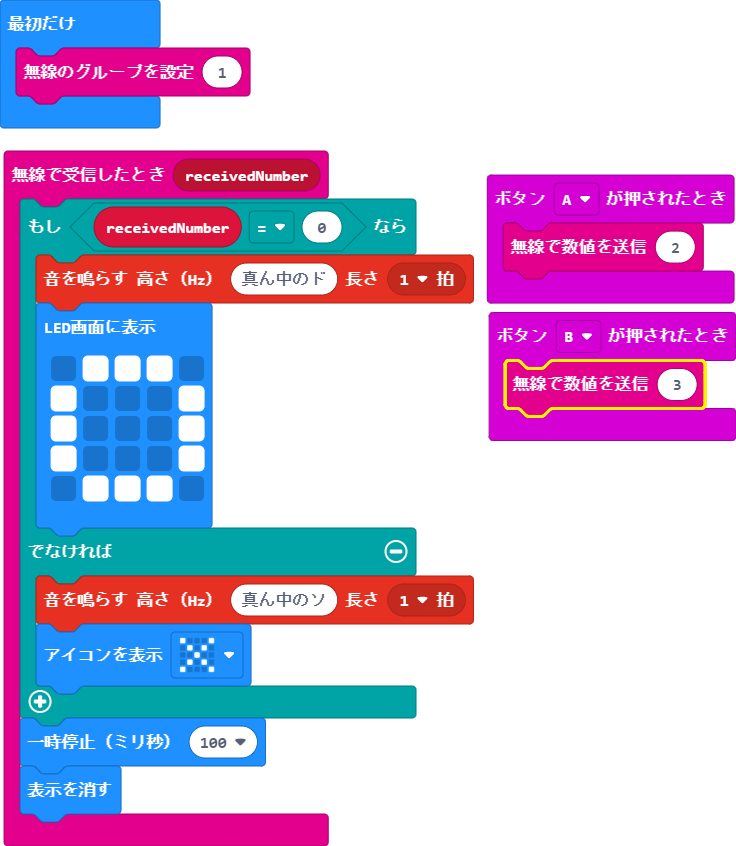 最初だけ
無線のグループを設定 1
無線で受信したとき receivedNumber
もし receivedNumber = 0 なら
音を鳴らす 高さ（Hz） 真ん中のド 長さ 1 拍
LED画面に表示
でなければ
音を鳴らす 高さ（Hz） 真ん中のソ 長さ 1 拍
アイコンを表示
一時停止（ミリ秒） 100
表示を消す
ボタン A が押されたとき
無線で数値を送信 2
ボタン B が押されたとき
無線で数値を送信 3